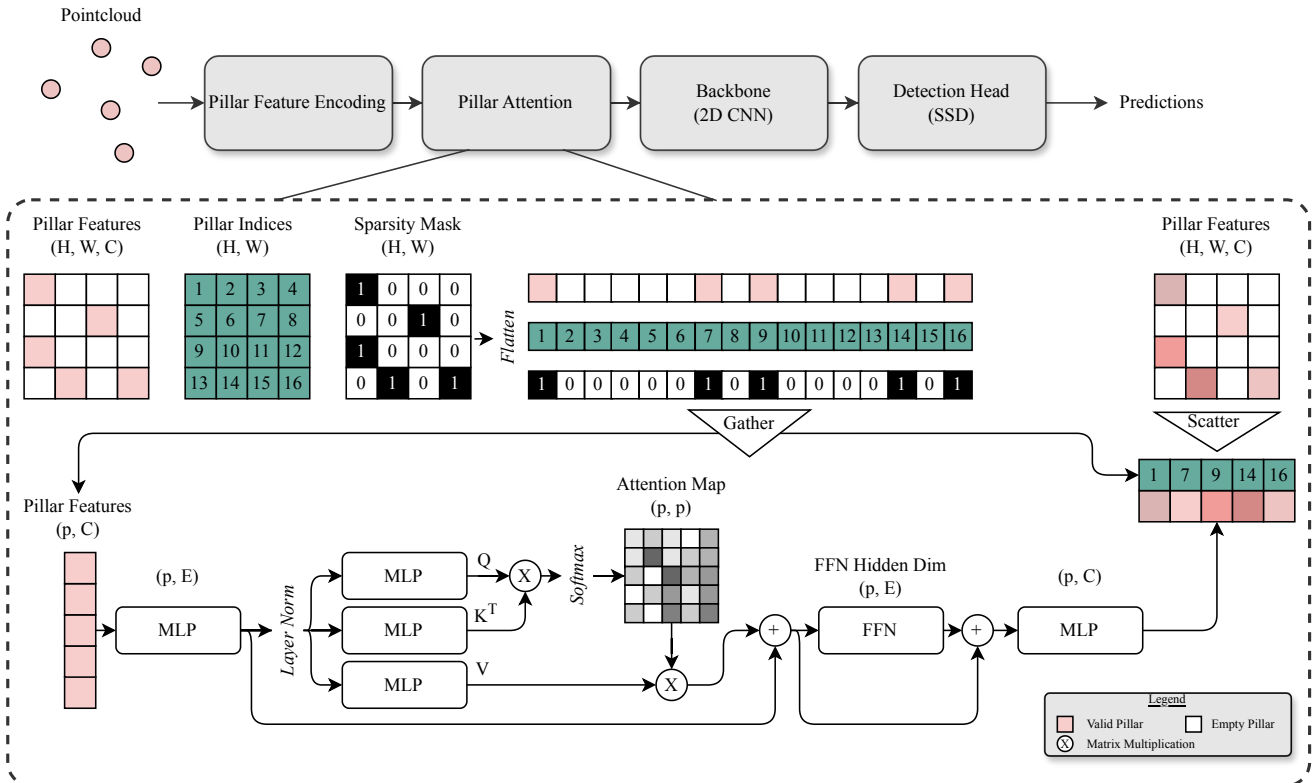 Pointcloud
Pillar Feature Encoding
Pillar Attention
Backbone
(2D CNN)
Detection Head
(SSD)
Predictions
Pillar Features
(H, W, C)
Pillar Indices
(H, W)
Sparsity Mask
(H, W)
Pillar Features
(H, W, C)
1 2 3 4
5 6 7 8
9 10 11 12
13 14 15 16
1 0 0 0
0 0 1 0
1 0 0 0
0 1 0 1
Flatten
1 2 3 4 5 6 7 8 9 10 11 12 13 14 15 16
1 0 0 0 0 0 1 0 1 0 0 0 0 1 0 1
Gather
Scatter
1 7 9 14 16
Pillar Features
(p, C)
(p, E)
MLP
Layer Norm
MLP
Q
MLP
K^T
MLP
V
X
Softmax
Attention Map
(p, p)
X
+
FFN Hidden Dim
(p, E)
FFN
+
(p, C)
MLP
Legend
Valid Pillar
Empty Pillar
X Matrix Multiplication